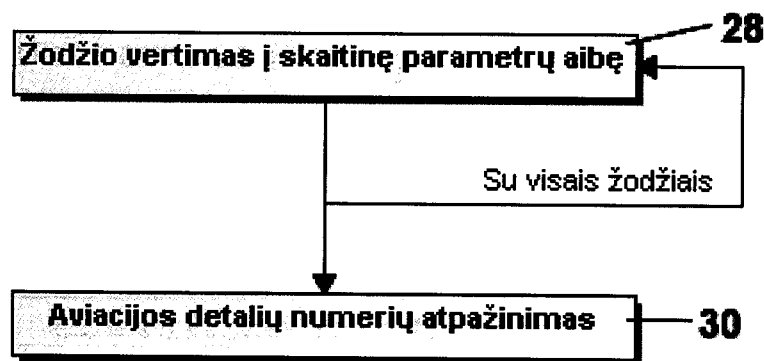 28
Žodžio vertimas į skaitinę parametrų aibę
Su visais žodžiais
Aviacijos detalių numerių atpažinimas
30